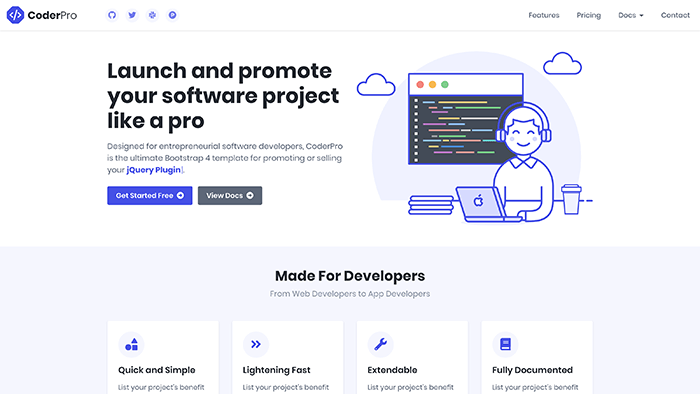 CoderPro
Features
Pricing
Docs
Contact
Launch and promote
your software project
like a pro
Designed for entrepreneurial software developers, CoderPro
is the ultimate Bootstrap 4 template for promoting or selling
your jQuery Plugin|.
Get Started Free
View Docs
Made For Developers
From Web Developers to App Developers
Quick and Simple
List your project's benefit
Lightening Fast
List your project's benefit
Extendable
List your project's benefit
Fully Documented
List your project's benefit